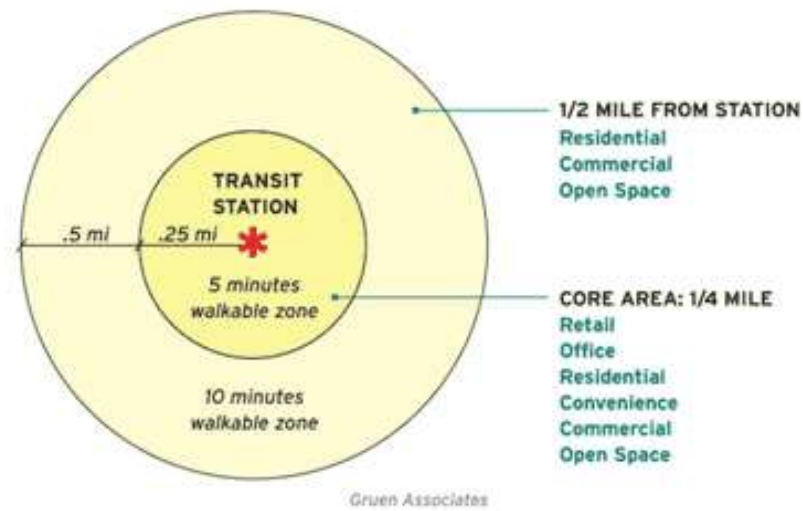 TRANSIT
STATION
.5 mi
.25 mi
5 minutes
walkable zone
10 minutes
walkable zone
1/2 MILE FROM STATION
Residential
Commercial
Open Space
CORE AREA: 1/4 MILE
Retail
Office
Residential
Convenience
Commercial
Open Space
Gruen Associates